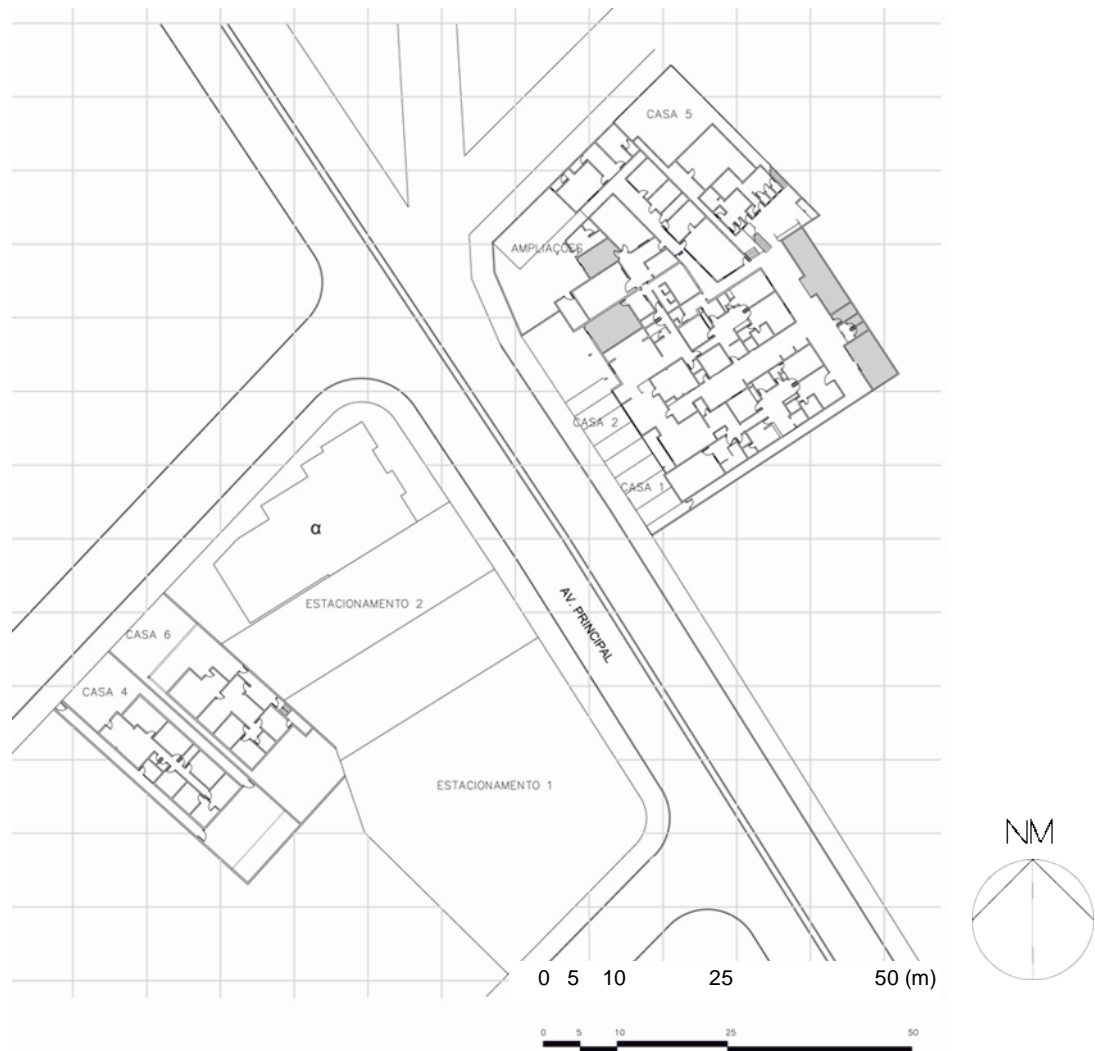 CASA 5
AMPLIAÇÕES
CASA 2
CASA 1
α
ESTACIONAMENTO 2
AV. PRINCIPAL
CASA 6
CASA 4
ESTACIONAMENTO 1
NM
0 5 10 25 50 (m)
0 5 10 25 50